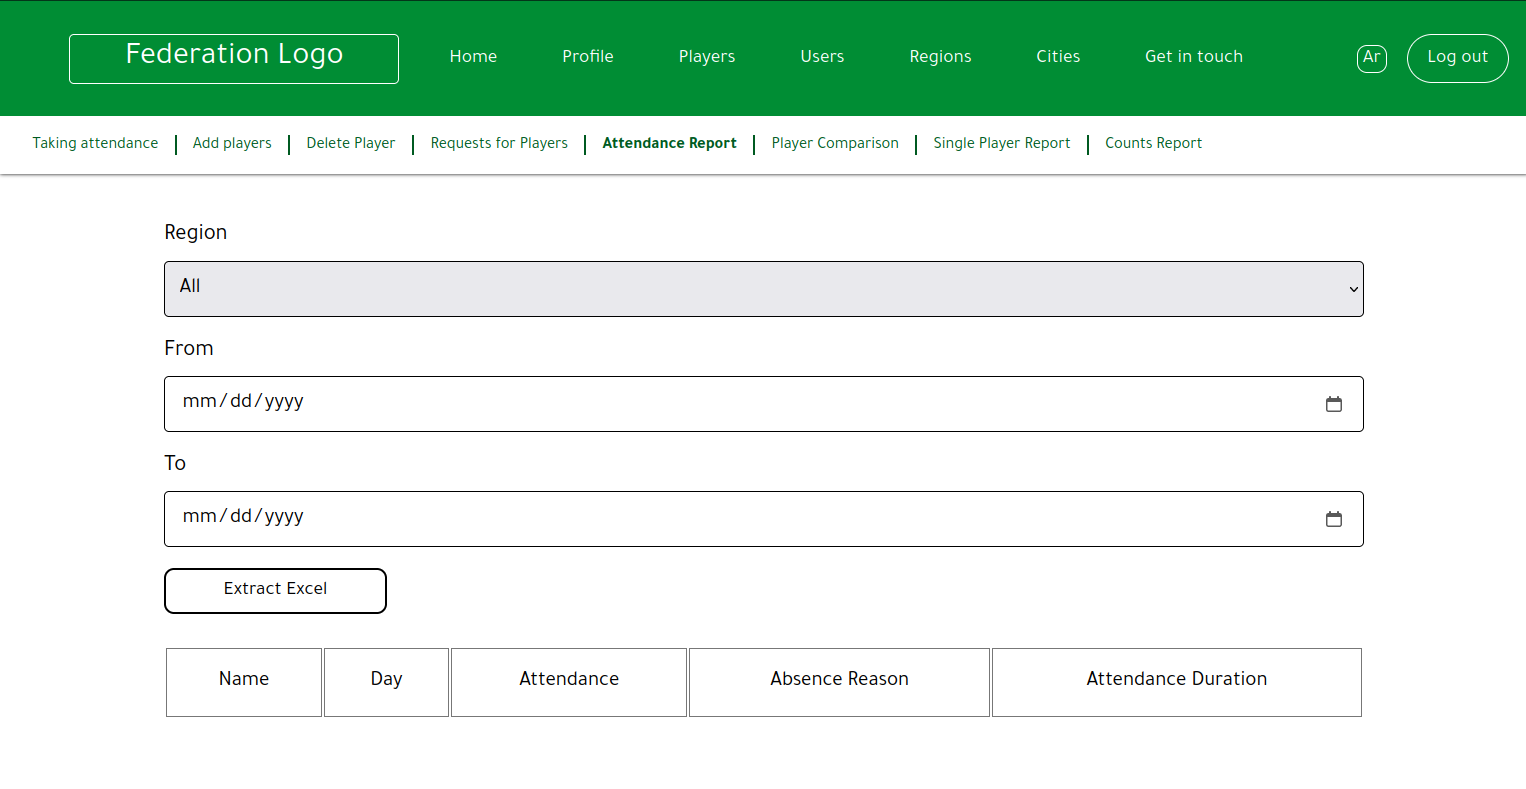 Federation Logo Home Profile Players Users Regions Cities Get in touch Ar Log out
Taking attendance Add players Delete Player Requests for Players Attendance Report Player Comparison Single Player Report Counts Report
Region
All
From
mm/dd/yyyy
To
mm/dd/yyyy
Extract Excel
Name Day Attendance Absence Reason Attendance Duration